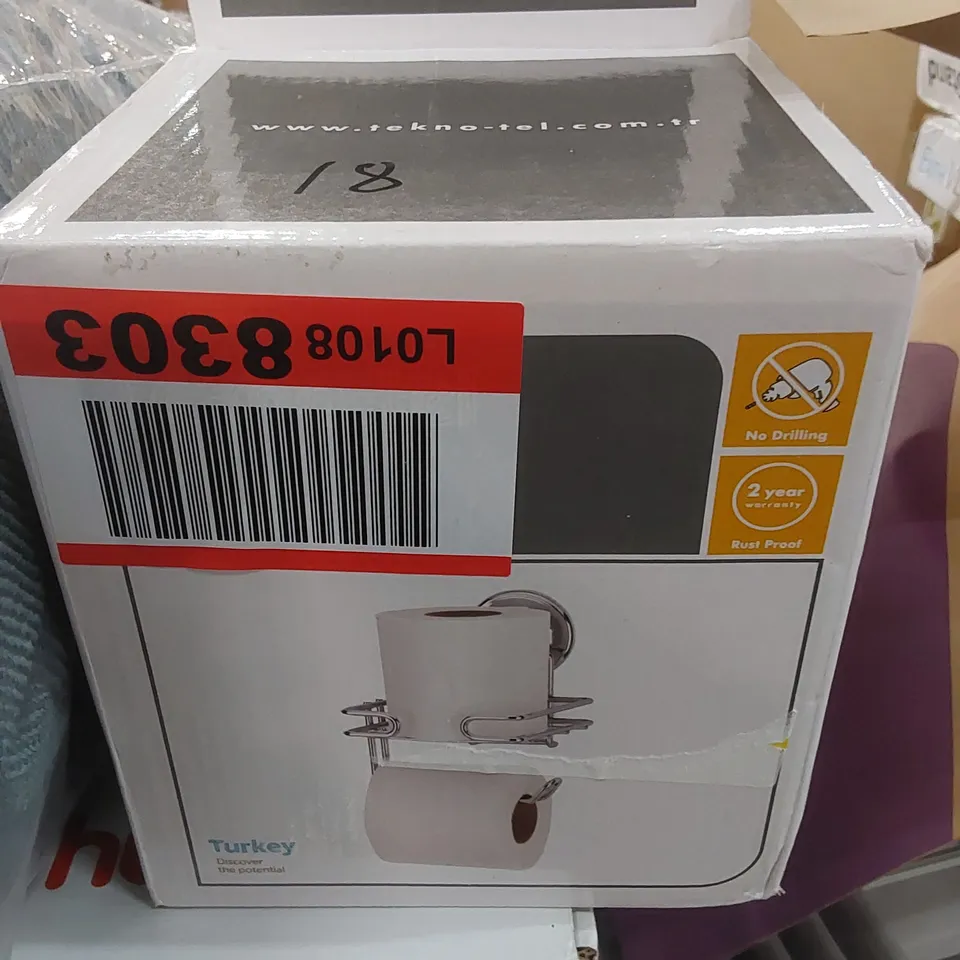 www.tekno-tel.com.tr
18
L0108 8303
No Drilling
2 year
warranty
Rust Proof
Turkey
Discover
the potential